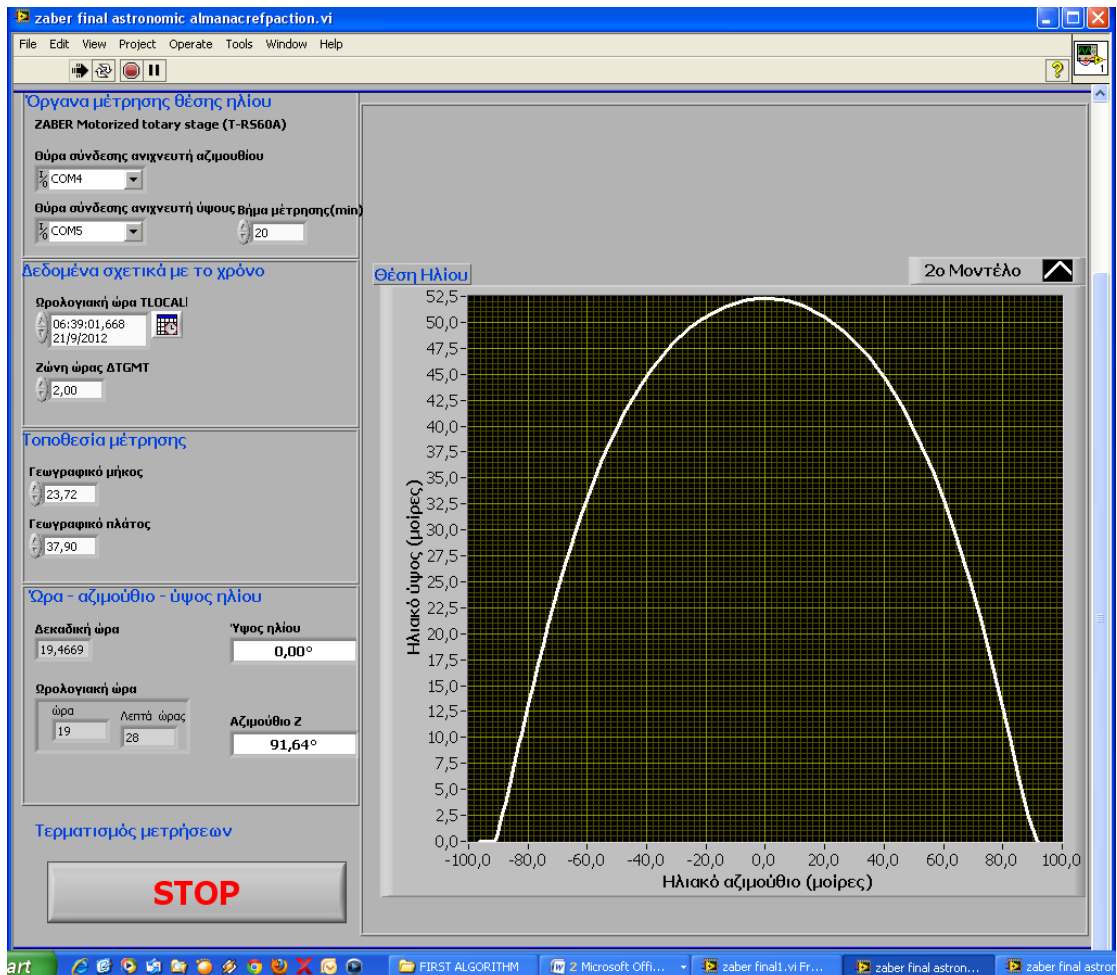 zaber final astronomic almanacrefpaction.vi
File Edit View Project Operate Tools Window Help
1
Όργανα μέτρησης θέσης ηλίου
ZABER Motorized totary stage (T-RS60A)
Θύρα σύνδεσης ανιχνευτή αζιμουθίου
COM4
Θύρα σύνδεσης ανιχνευτή ύψους Βήμα μέτρησης(min)
COM5 20
Δεδομένα σχετικά με το χρόνο
Ωρολογιακή ώρα TLOCAL
06:39:01,668
21/9/2012
Ζώνη ώρας ΔTGMT
2,00
Τοποθεσία μέτρησης
Γεωγραφικό μήκος
23,72
Γεωγραφικό πλάτος
37,90
Ώρα - αζιμούθιο - ύψος ηλίου
Δεκαδική ώρα Ύψος ηλίου
19,4669 0,00°
Ωρολογιακή ώρα
ώρα Λεπτά ώρας
19 28
Αζιμούθιο Ζ
91,64°
Τερματισμός μετρήσεων
STOP
Θέση Ηλίου 2ο Μοντέλο
52,5
50,0
47,5
45,0
42,5
40,0
37,5
35,0
32,5
30,0
27,5
25,0
22,5
20,0
17,5
15,0
12,5
10,0
7,5
5,0
2,5
0,0
Ηλιακό ύψος (μοίρες)
-100,0 -80,0 -60,0 -40,0 -20,0 0,0 20,0 40,0 60,0 80,0 100,0
Ηλιακό αζιμούθιο (μοίρες)
art FIRST ALGORITHM 2 Microsoft Offi... zaber final1.vi Fr... zaber final astron... zaber final astro